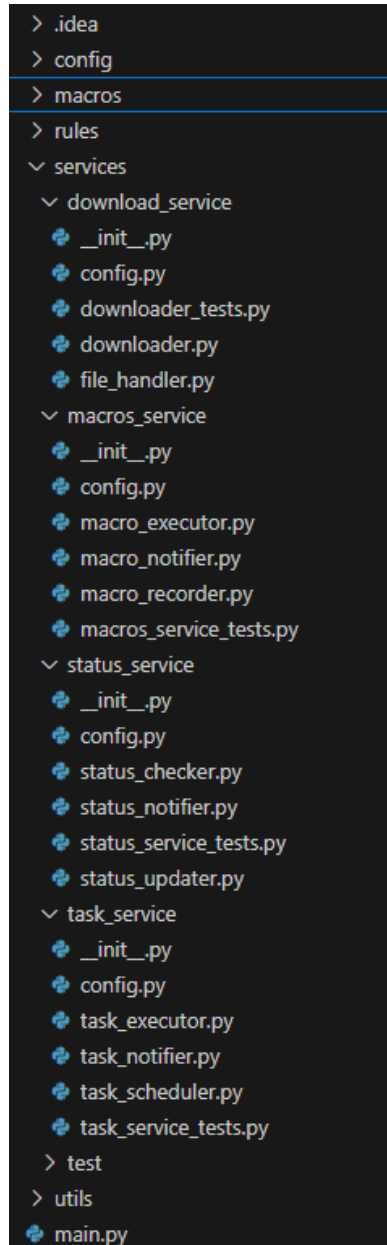 .idea
config
macros
rules
services
download_service
__init__.py
config.py
downloader_tests.py
downloader.py
file_handler.py
macros_service
__init__.py
config.py
macro_executor.py
macro_notifier.py
macro_recorder.py
macros_service_tests.py
status_service
__init__.py
config.py
status_checker.py
status_notifier.py
status_service_tests.py
status_updater.py
task_service
__init__.py
config.py
task_executor.py
task_notifier.py
task_scheduler.py
task_service_tests.py
test
utils
main.py